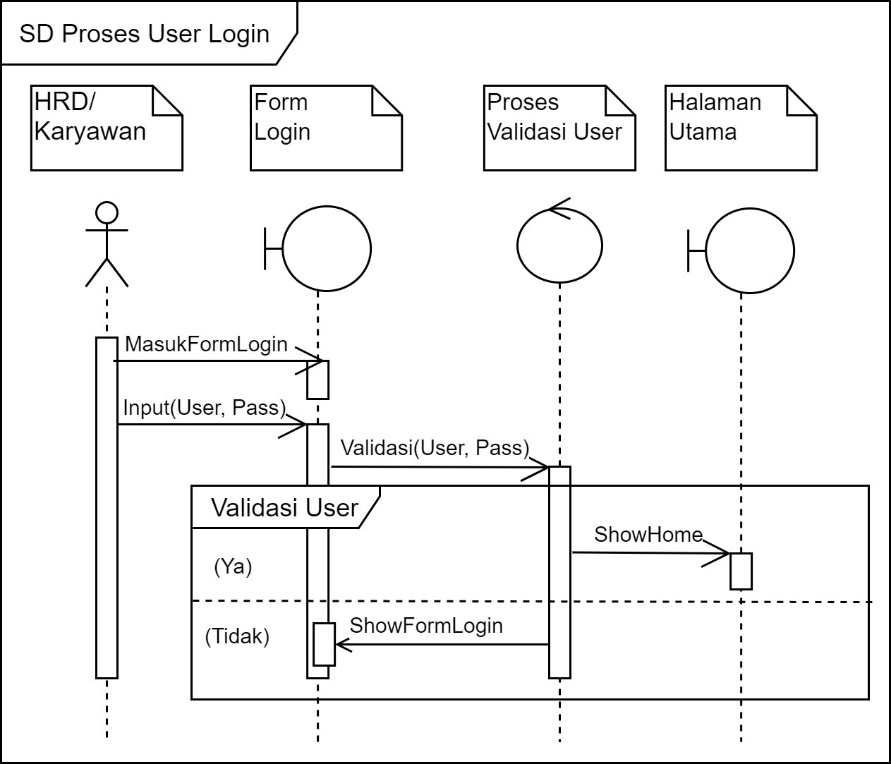 SD Proses User Login
HRD/
Karyawan
Form
Login
Proses
Validasi User
Halaman
Utama
MasukFormLogin
Input(User, Pass)
Validasi(User, Pass)
Validasi User
ShowHome
(Ya)
(Tidak)
ShowFormLogin